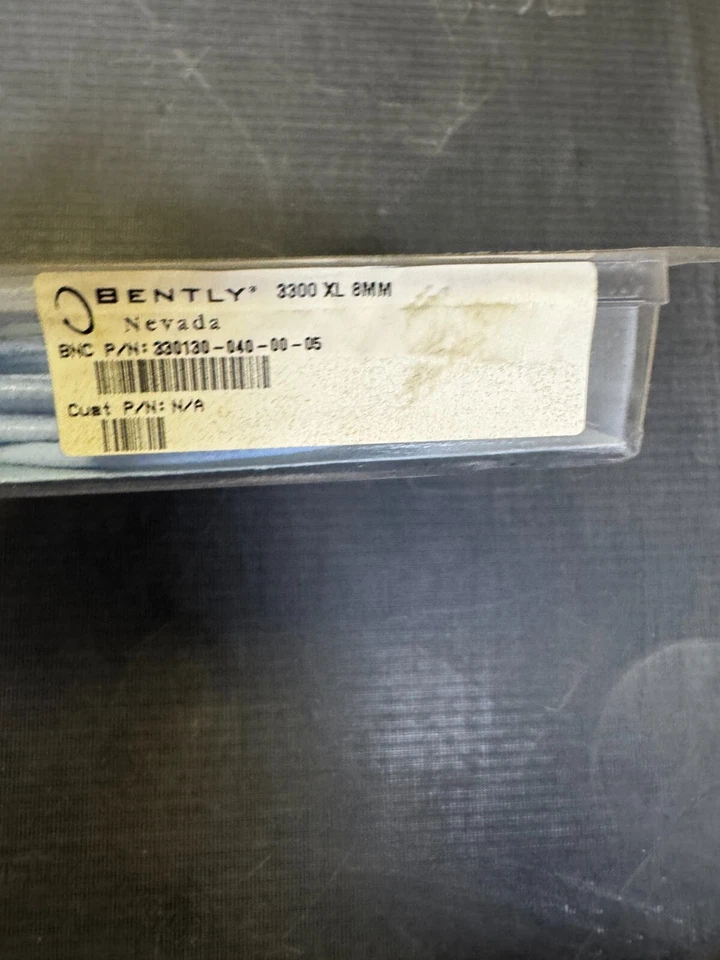 BENTLY® 3300 XL 8MM
Nevada
BNC P/N: 330130-040-00-05
Cust P/N: N/A